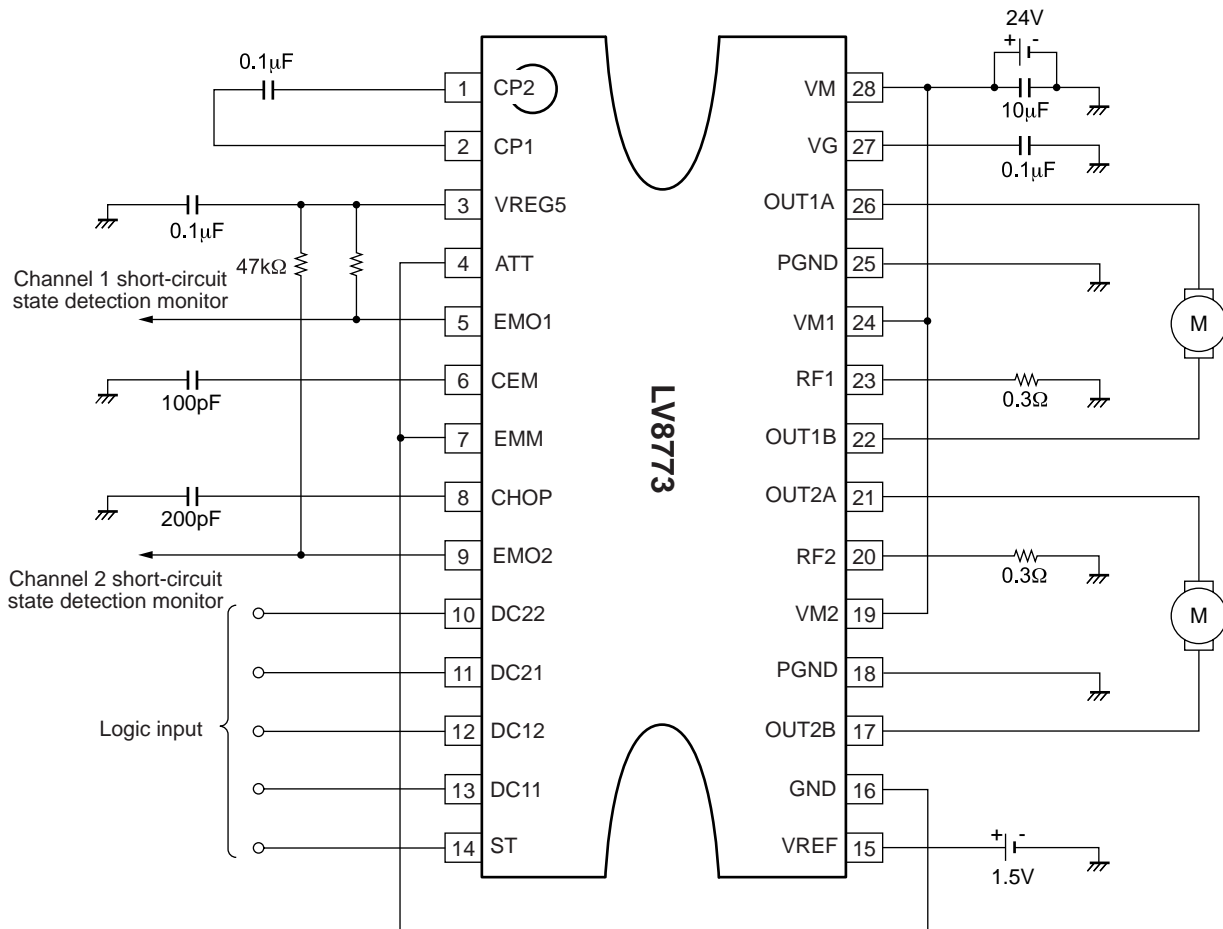 24V
+ -
0.1µF
1 CP2
VM 28
10µF
2 CP1
VG 27
0.1µF
3 VREG5
OUT1A 26
0.1µF
47kΩ
4 ATT
PGND 25
Channel 1 short-circuit
state detection monitor
5 EMO1
VM1 24
M
6 CEM
RF1 23
100pF
0.3Ω
LV8773
7 EMM
OUT1B 22
8 CHOP
OUT2A 21
200pF
9 EMO2
RF2 20
0.3Ω
Channel 2 short-circuit
state detection monitor
10 DC22
VM2 19
M
11 DC21
PGND 18
Logic input
12 DC12
OUT2B 17
13 DC11
GND 16
14 ST
VREF 15
+ -
1.5V